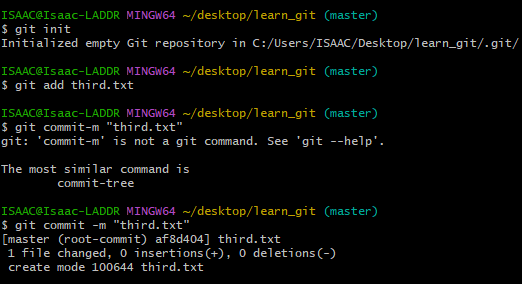 ISAAC@Isaac-LADDR MINGW64 ~/desktop/learn_git (master)
$ git init
Initialized empty Git repository in C:/Users/ISAAC/Desktop/learn_git/.git/
ISAAC@Isaac-LADDR MINGW64 ~/desktop/learn_git (master)
$ git add third.txt
ISAAC@Isaac-LADDR MINGW64 ~/desktop/learn_git (master)
$ git commit-m "third.txt"
git: 'commit-m' is not a git command. See 'git --help'.
The most similar command is
commit-tree
ISAAC@Isaac-LADDR MINGW64 ~/desktop/learn_git (master)
$ git commit -m "third.txt"
[master (root-commit) af8d404] third.txt
1 file changed, 0 insertions(+), 0 deletions(-)
create mode 100644 third.txt